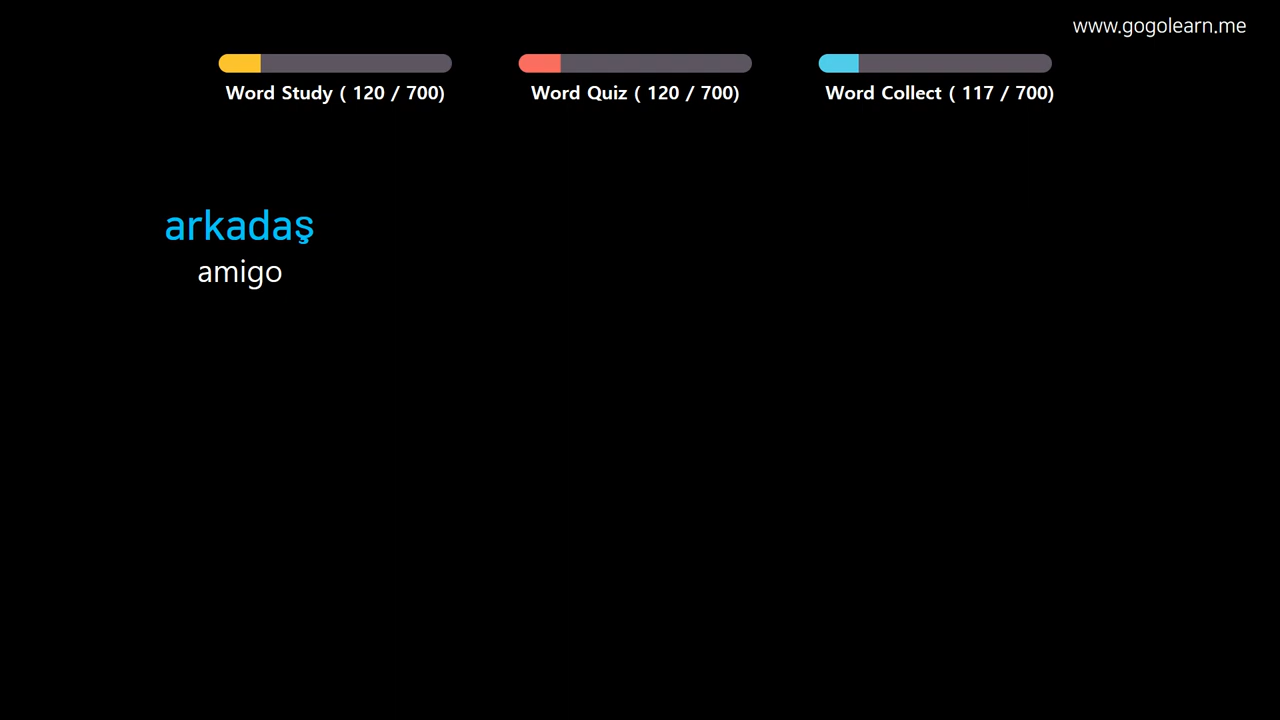 www.gogolearn.me
Word Study ( 120 / 700)
Word Quiz ( 120 / 700)
Word Collect ( 117 / 700)
arkadaş
amigo